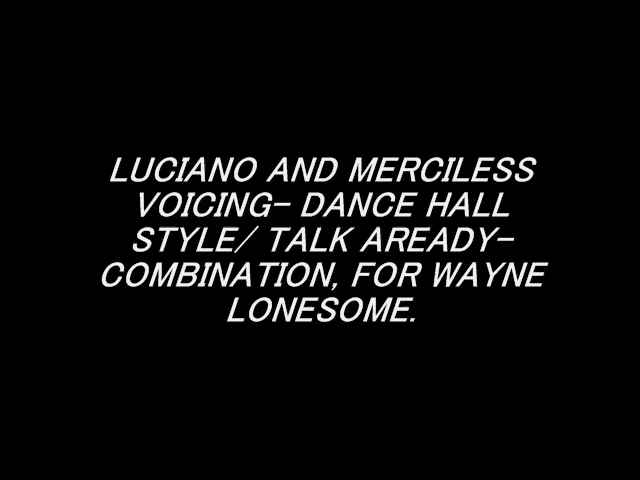 LUCIANO AND MERCILESS
VOICING- DANCE HALL
STYLE/ TALK AREADY-
COMBINATION, FOR WAYNE
LONESOME.